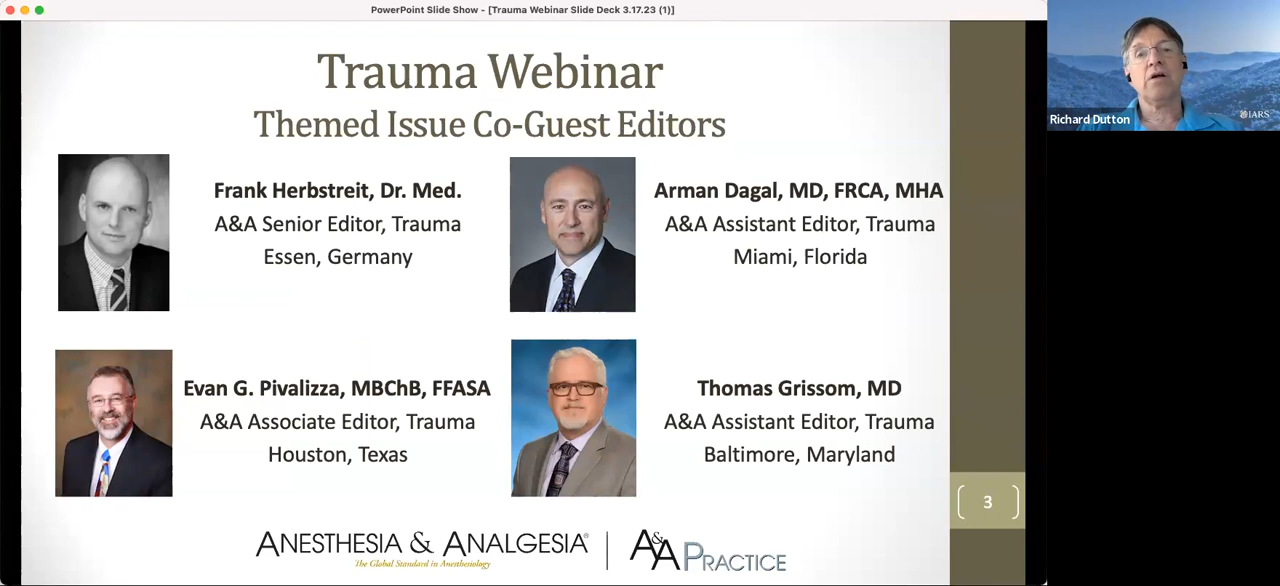 PowerPoint Slide Show - [Trauma Webinar Slide Deck 3.17.23 (1)]
Trauma Webinar
Themed Issue Co-Guest Editors
Frank Herbstreit, Dr. Med.
A&A Senior Editor, Trauma
Essen, Germany
Arman Dagal, MD, FRCA, MHA
A&A Assistant Editor, Trauma
Miami, Florida
Evan G. Pivalizza, MBChB, FFASA
A&A Associate Editor, Trauma
Houston, Texas
Thomas Grissom, MD
A&A Assistant Editor, Trauma
Baltimore, Maryland
3
ANESTHESIA & ANALGESIA®
The Global Standard in Anesthesiology
A&A PRACTICE
IARS
Richard Dutton